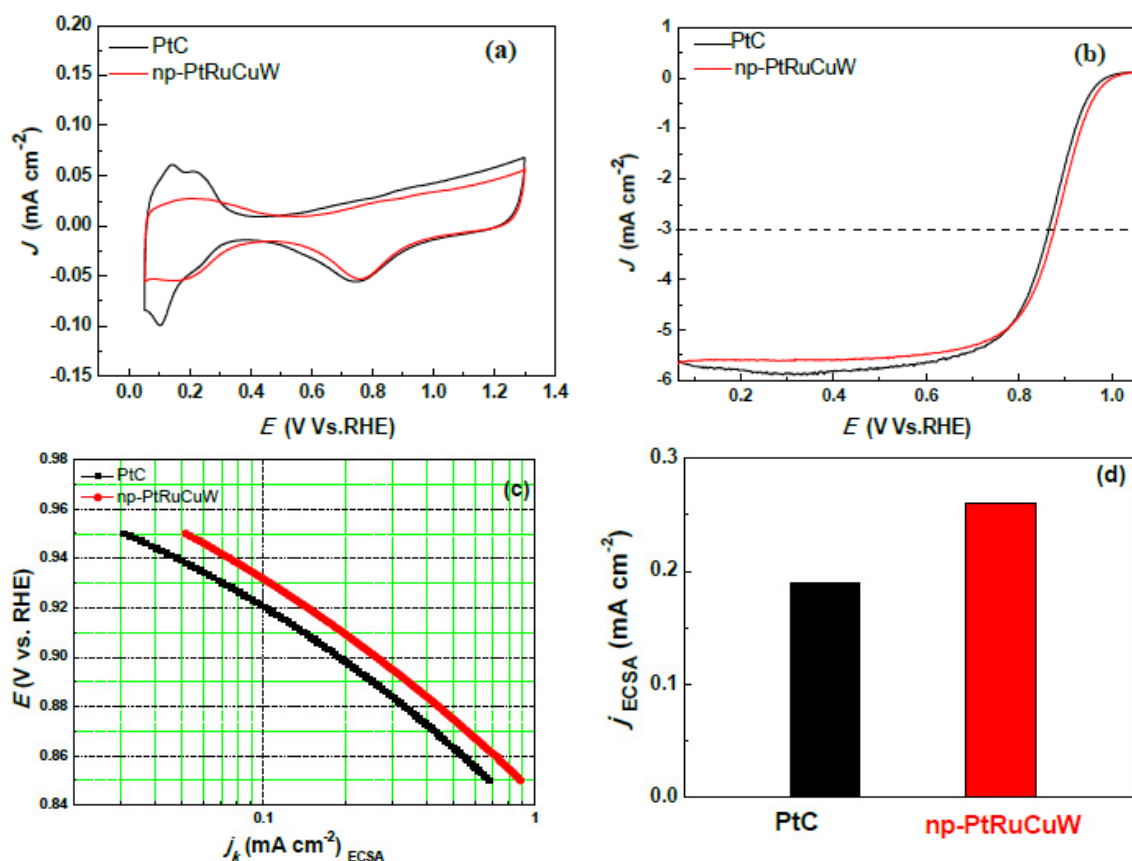 (a)
PtC
np-PtRuCuW
0.20
0.15
0.10
0.05
0.00
-0.05
-0.10
-0.15
J (mA cm-2)
0.0 0.2 0.4 0.6 0.8 1.0 1.2 1.4
E (V Vs.RHE)
(b)
PtC
np-PtRuCuW
1
0
-1
-2
-3
-4
-5
-6
J (mA cm-2)
0.2 0.4 0.6 0.8 1.0
E (V Vs.RHE)
(c)
PtC
np-PtRuCuW
0.98
0.96
0.94
0.92
0.90
0.88
0.86
0.84
E (V vs. RHE)
0.1 1
jk (mA cm-2) ECSA
(d)
0.3
0.2
0.1
0.0
j ECSA (mA cm-2)
PtC np-PtRuCuW